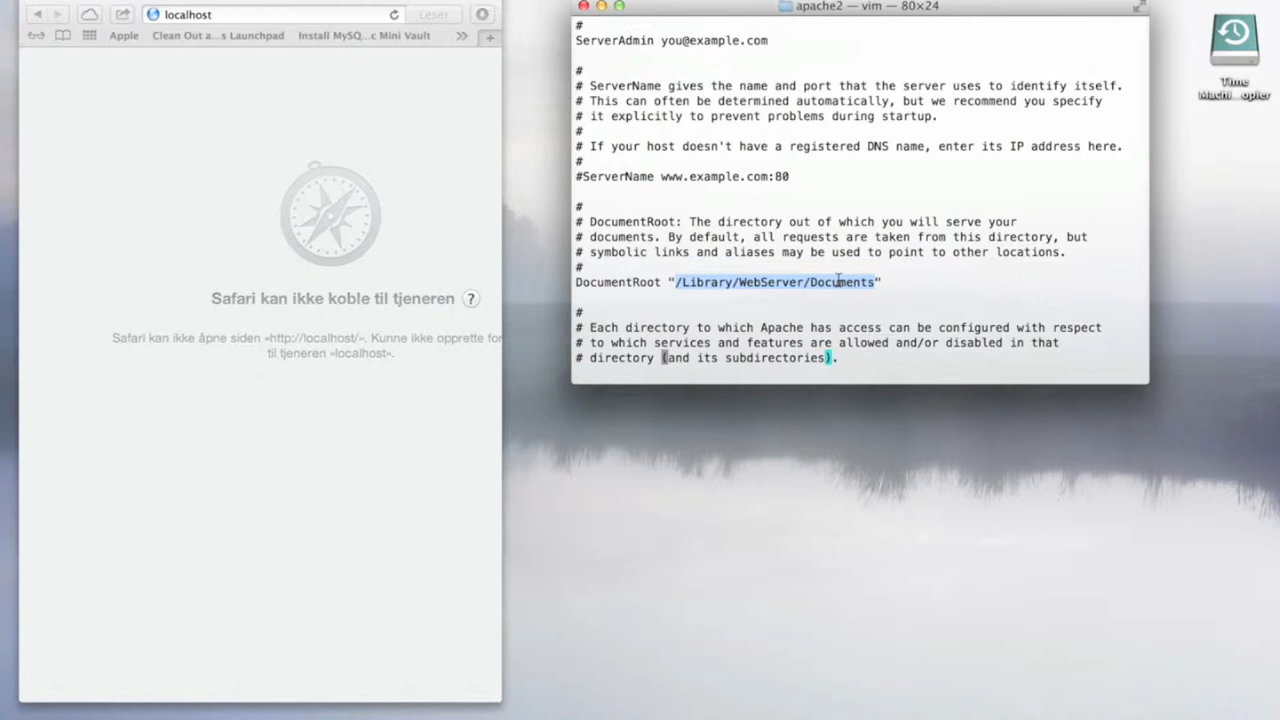 localhost
Leser
Apple
Clean Out a...s Launchpad
Install MySQ...c Mini Vault
Safari kan ikke koble til tjeneren ?
Safari kan ikke åpne siden «http://localhost/». Kunne ikke opprette for
til tjeneren «localhost».
apache2 — vim — 80×24
#
ServerAdmin you@example.com
#
# ServerName gives the name and port that the server uses to identify itself.
# This can often be determined automatically, but we recommend you specify
# it explicitly to prevent problems during startup.
#
# If your host doesn't have a registered DNS name, enter its IP address here.
#
#ServerName www.example.com:80
#
# DocumentRoot: The directory out of which you will serve your
# documents. By default, all requests are taken from this directory, but
# symbolic links and aliases may be used to point to other locations.
#
DocumentRoot "/Library/WebServer/Documents"
#
# Each directory to which Apache has access can be configured with respect
# to which services and features are allowed and/or disabled in that
# directory (and its subdirectories).
Time
Machi...opier